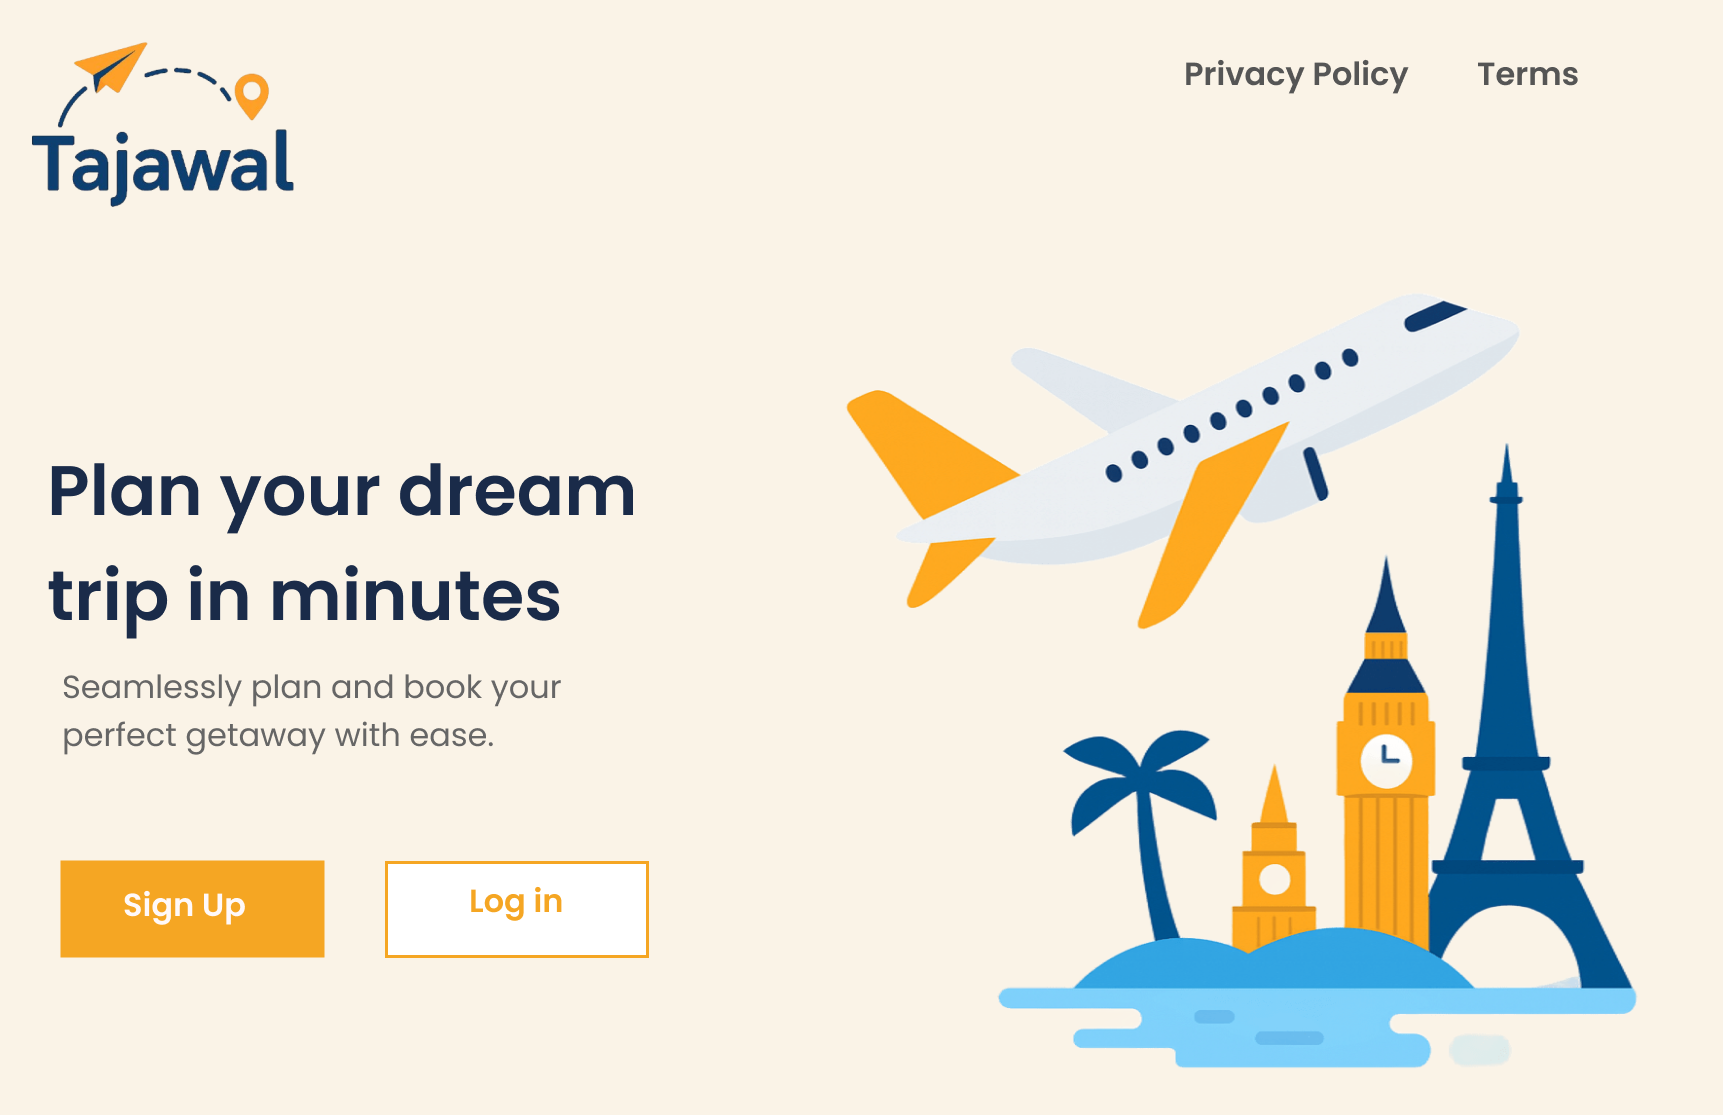 Tajawal
Privacy Policy
Terms
Plan your dream
trip in minutes
Seamlessly plan and book your
perfect getaway with ease.
Sign Up
Log in